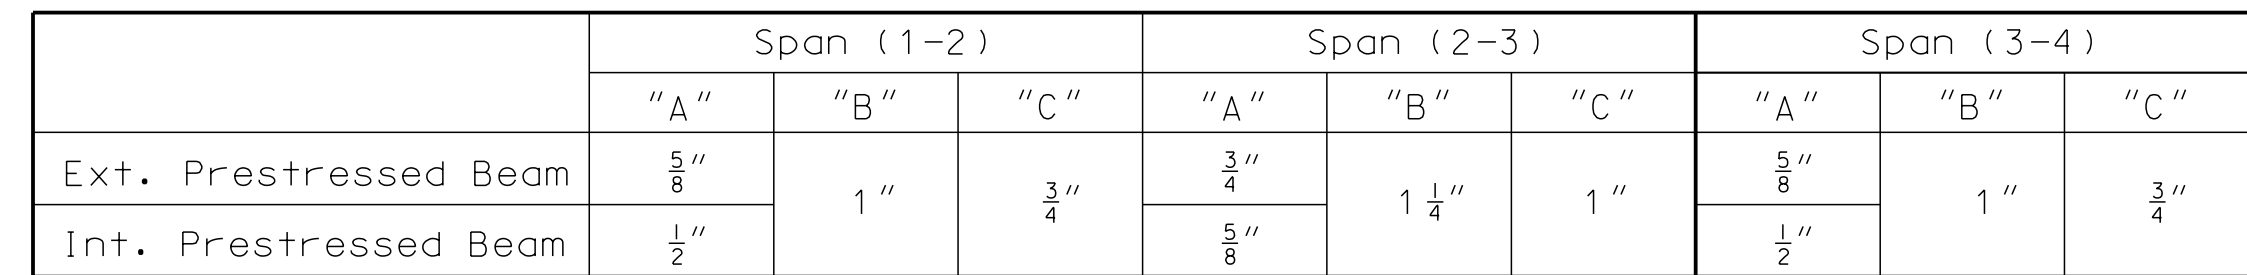 Span (1-2) Span (2-3) Span (3-4)
"A" "B" "C" "A" "B" "C" "A" "B" "C"
Ext. Prestressed Beam 5/8" 1" 3/4" 3/4" 1 1/4" 1" 5/8" 1" 3/4"
Int. Prestressed Beam 1/2" 5/8" 1/2"